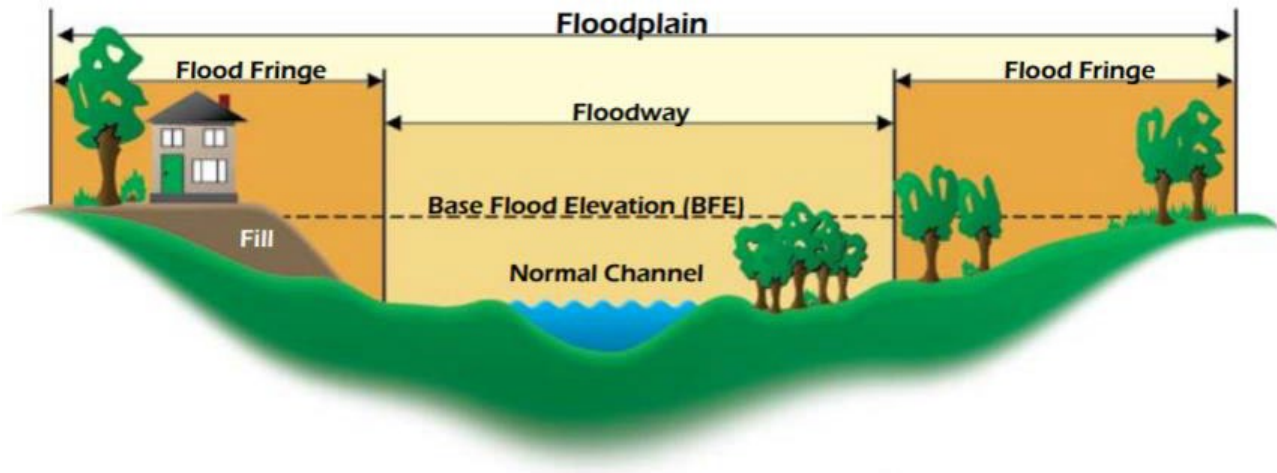 Floodplain
Flood Fringe
Flood Fringe
Floodway
Base Flood Elevation (BFE)
Fill
Normal Channel